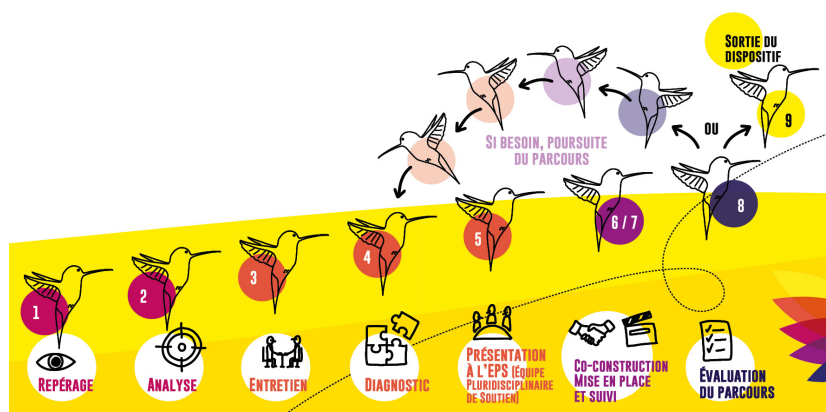 SORTIE DU
DISPOSITIF
9
OU
SI BESOIN, POURSUITE
DU PARCOURS
1
2
3
4
5
6 / 7
8
REPÉRAGE
ANALYSE
ENTRETIEN
DIAGNOSTIC
PRÉSENTATION
À L'EPS (ÉQUIPE
PLURIDISCIPLINAIRE
DE SOUTIEN)
CO-CONSTRUCTION
MISE EN PLACE
ET SUIVI
ÉVALUATION
DU PARCOURS